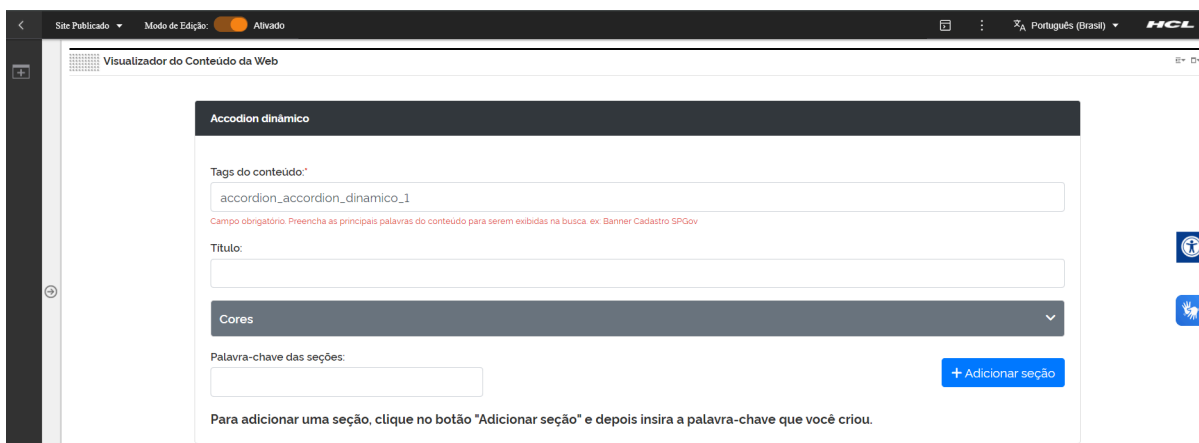 Site Publicado Modo de Edição: Ativado Português (Brasil) HCL
Visualizador do Conteúdo da Web
Accodion dinâmico
Tags do conteúdo:*
accordion_accordion_dinamico_1
Campo obrigatório. Preencha as principais palavras do conteudo para serem exibidas na busca. ex: Banner Cadastro SPGov
Título:
Cores
Palavra-chave das seções:
+ Adicionar seção
Para adicionar uma seção, clique no botão "Adicionar seção" e depois insira a palavra-chave que você criou.